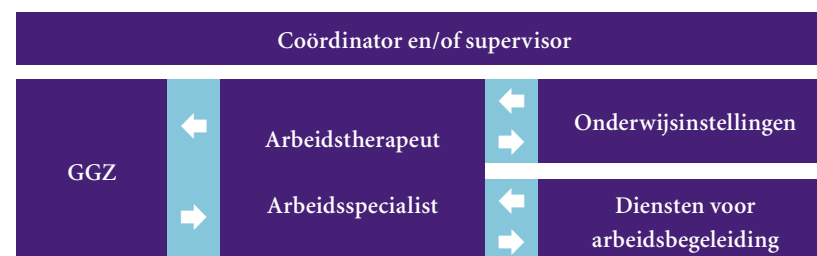 Coördinator en/of supervisor
GGZ
Arbeidstherapeut
Arbeidsspecialist
Onderwijsinstellingen
Diensten voor
arbeidsbegeleiding